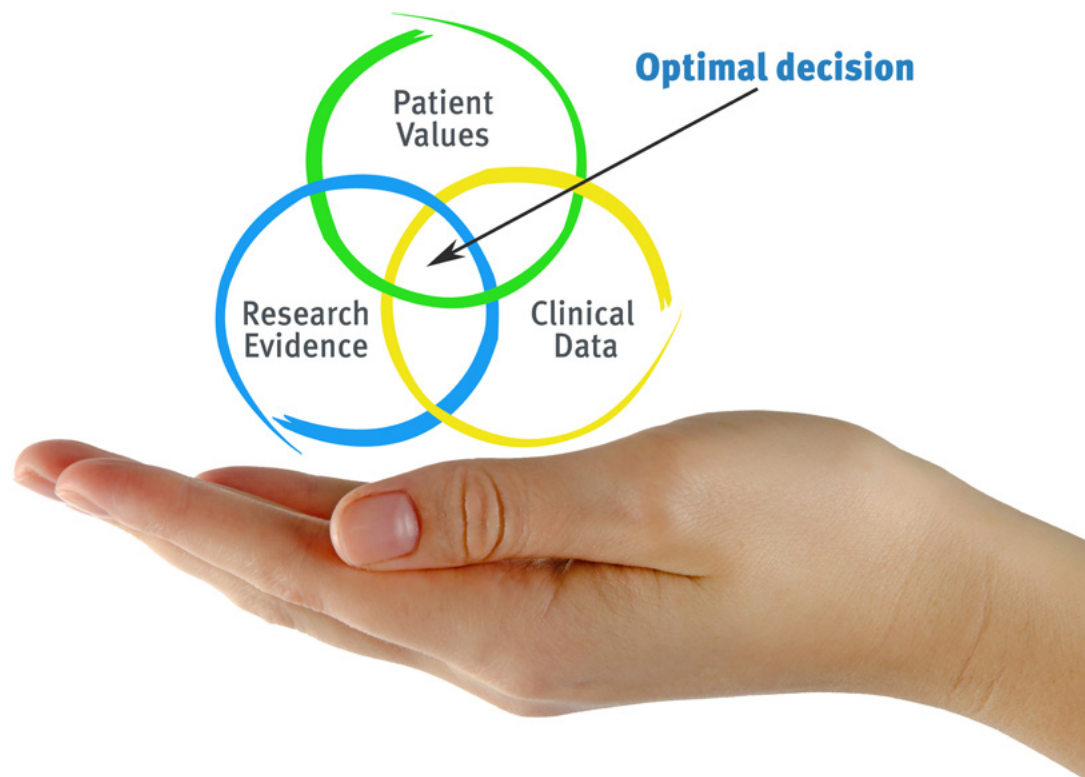 Optimal decision
Patient
Values
Research
Evidence
Clinical
Data